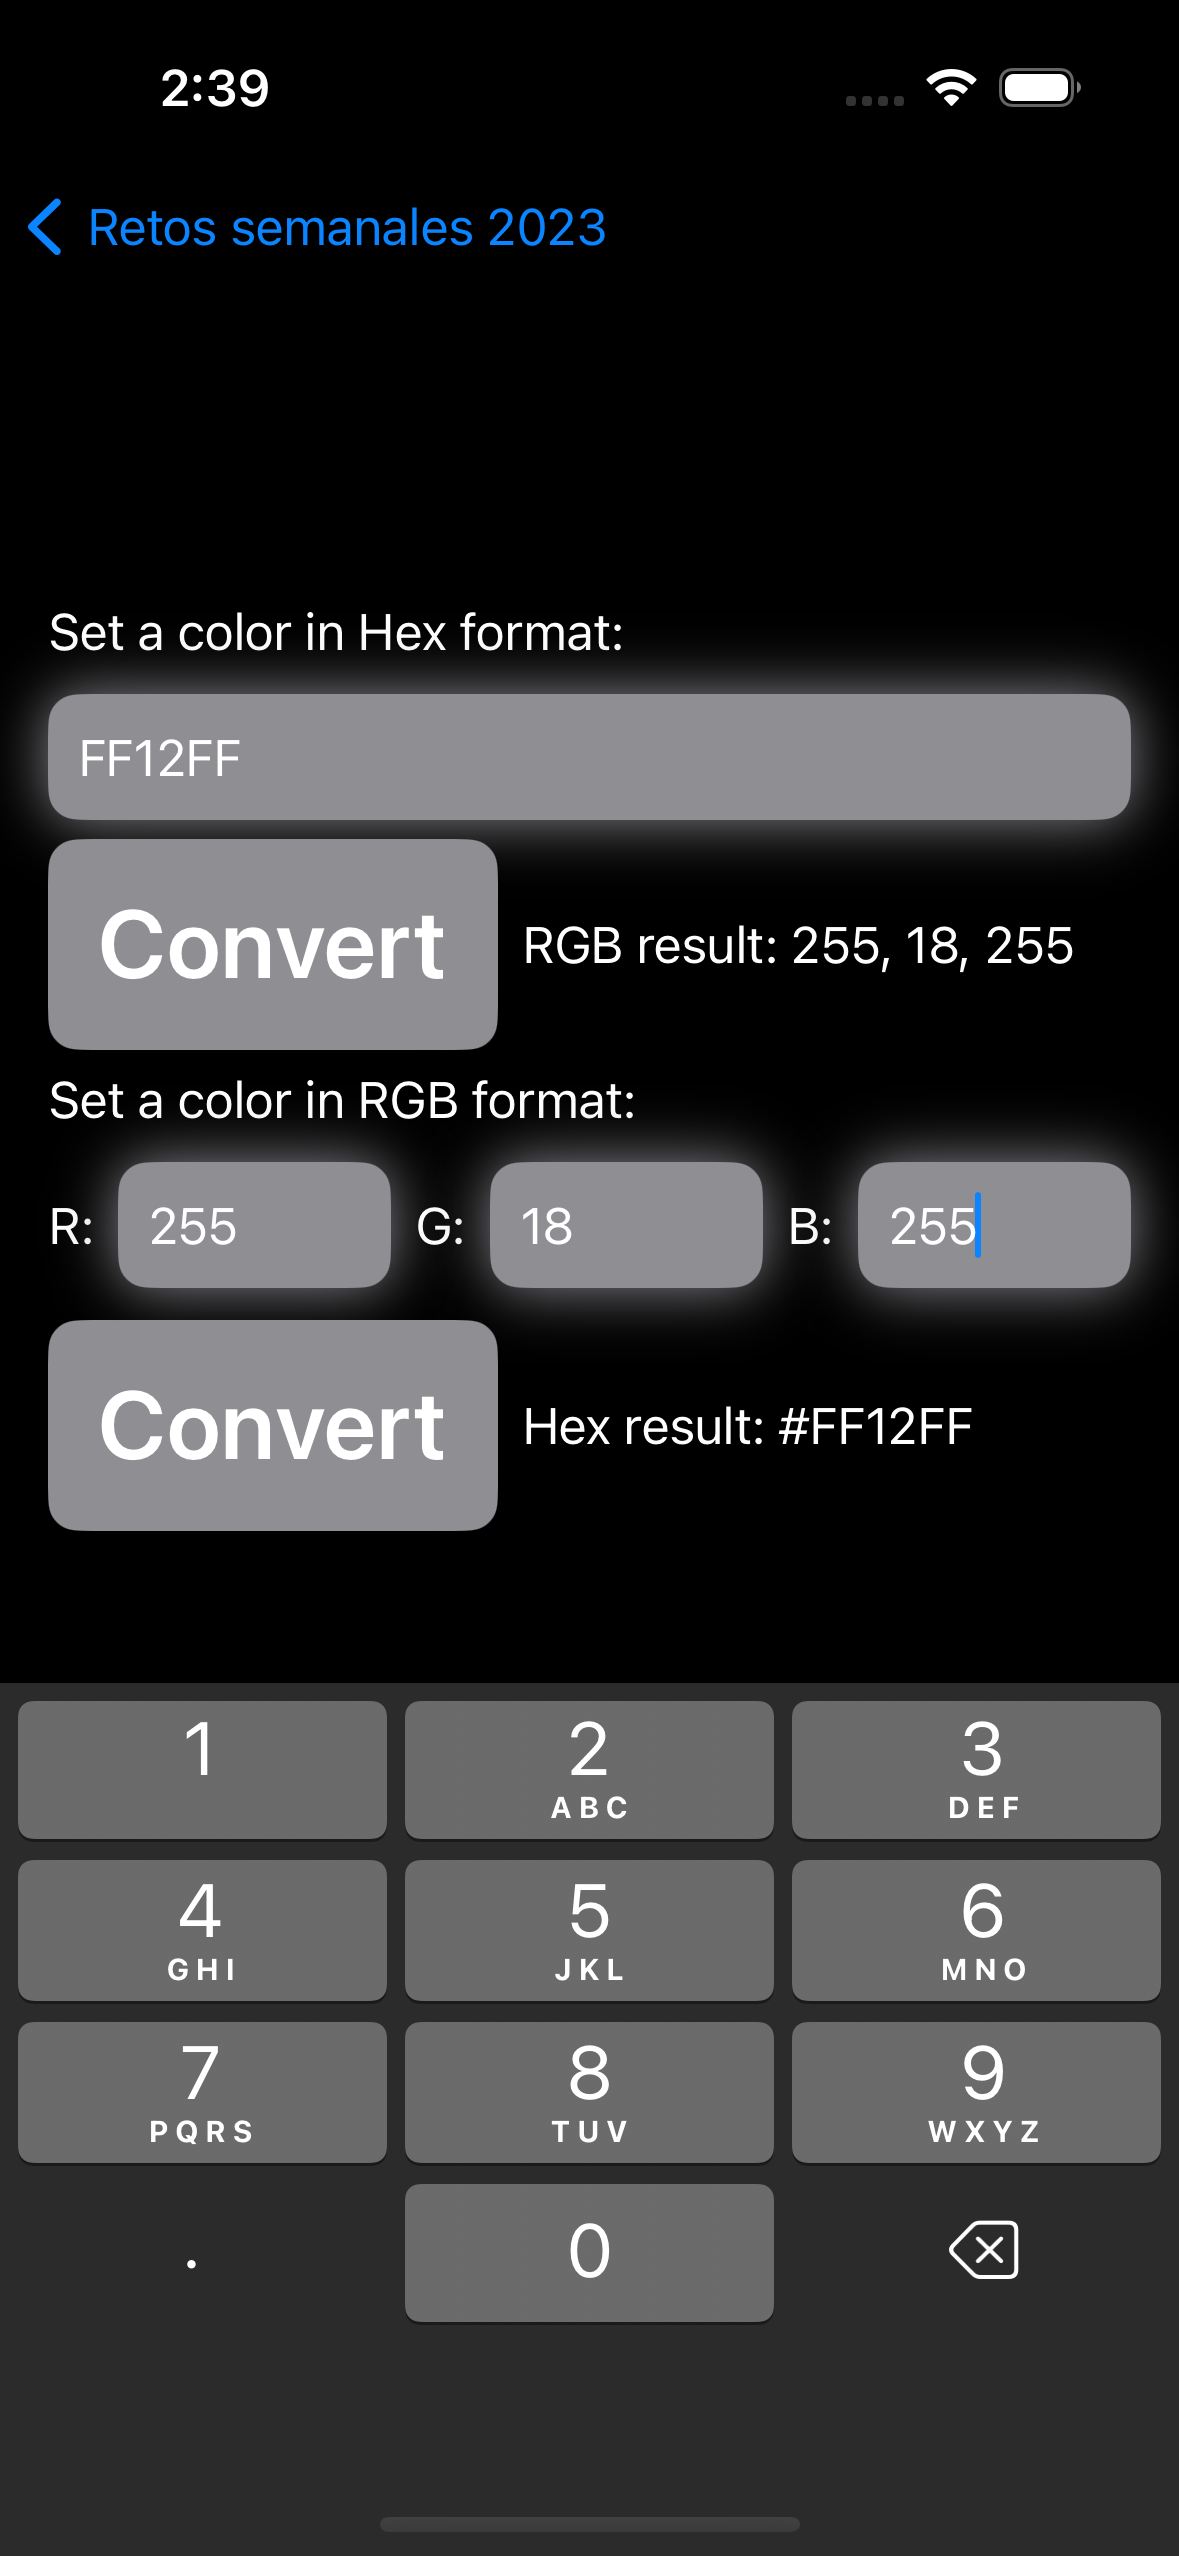 2:39
Retos semanales 2023
Set a color in Hex format:
FF12FF
Convert
RGB result: 255, 18, 255
Set a color in RGB format:
R: 255 G: 18 B: 255
Convert
Hex result: #FF12FF
1 2 3
ABC DEF
4 5 6
GHI JKL MNO
7 8 9
PQRS TUV WXYZ
. 0